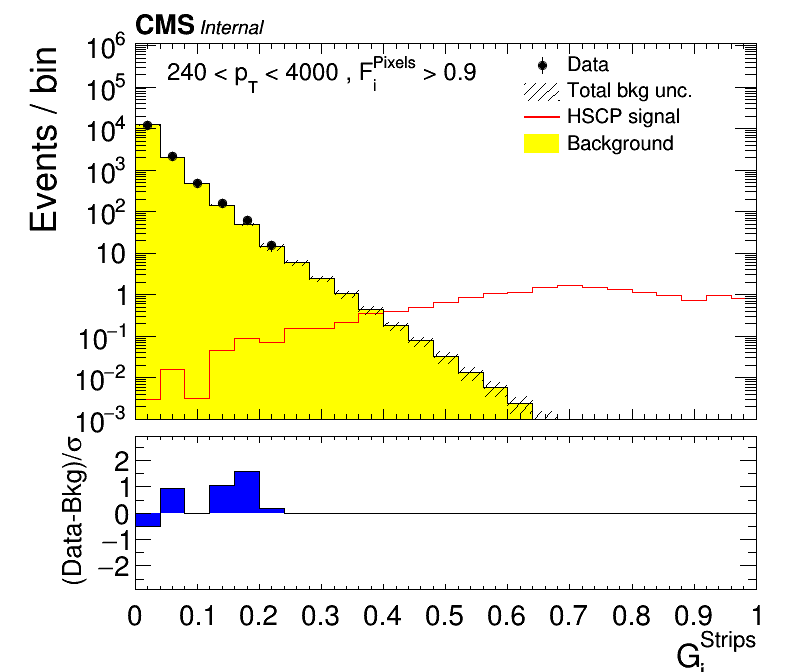 CMS Internal
240 < p_T < 4000 , F_i^Pixels > 0.9
Data
Total bkg unc.
HSCP signal
Background
Events / bin
10^6
10^5
10^4
10^3
10^2
10
1
10^−1
10^−2
10^−3
(Data-Bkg)/σ
2
1
0
−1
−2
0 0.1 0.2 0.3 0.4 0.5 0.6 0.7 0.8 0.9 1
G_i^Strips